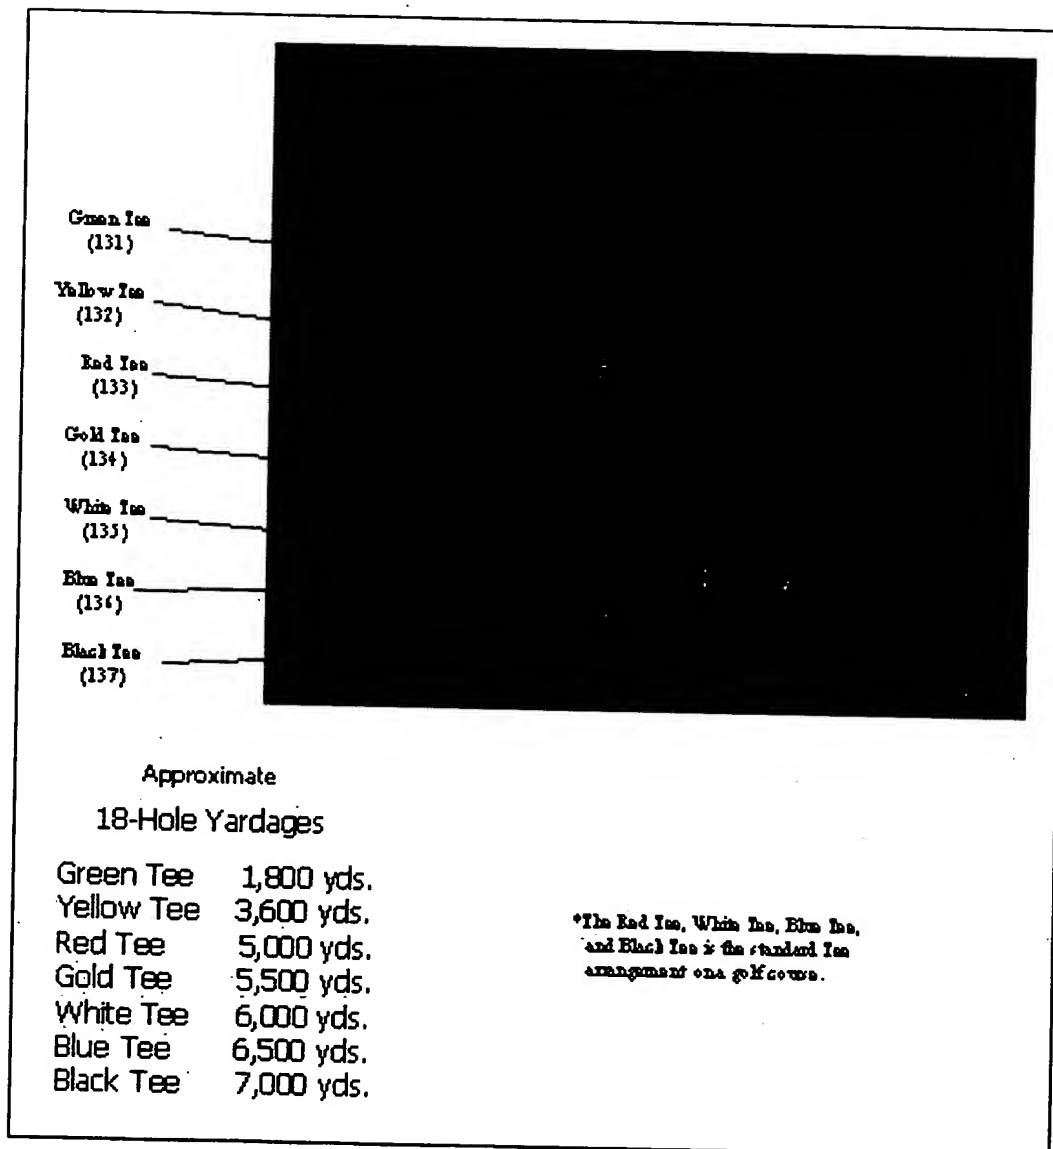 Green Tee
(131)
Yellow Tee
(132)
Red Tee
(133)
Gold Tee
(134)
White Tee
(135)
Blue Tee
(136)
Black Tee
(137)
Approximate
18-Hole Yardages
Green Tee 1,800 yds.
Yellow Tee 3,600 yds.
Red Tee 5,000 yds.
Gold Tee 5,500 yds.
White Tee 6,000 yds.
Blue Tee 6,500 yds.
Black Tee 7,000 yds.
*The Red Tee, White Tee, Blue Tee,
and Black Tee is the standard Tee
arrangement on a golf course.